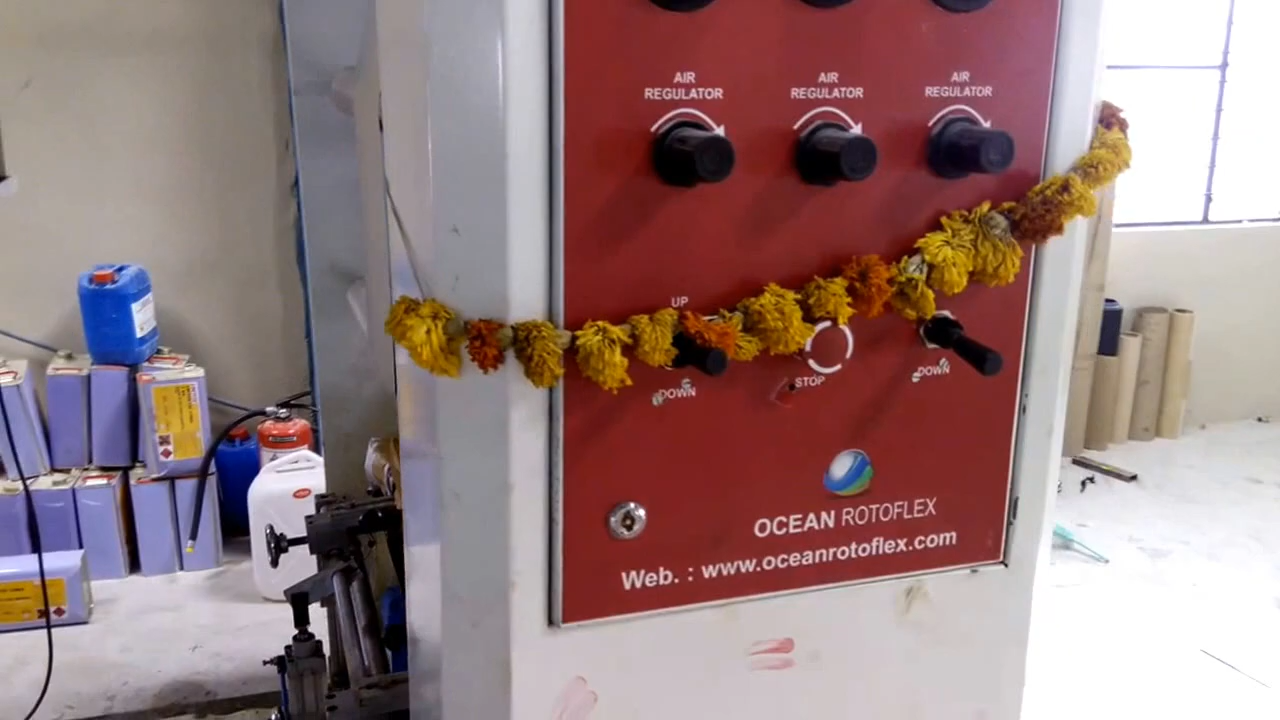 AIR
REGULATOR
AIR
REGULATOR
AIR
REGULATOR
UP
DOWN
STOP
DOWN
OCEAN ROTOFLEX
Web. : www.oceanrotoflex.com